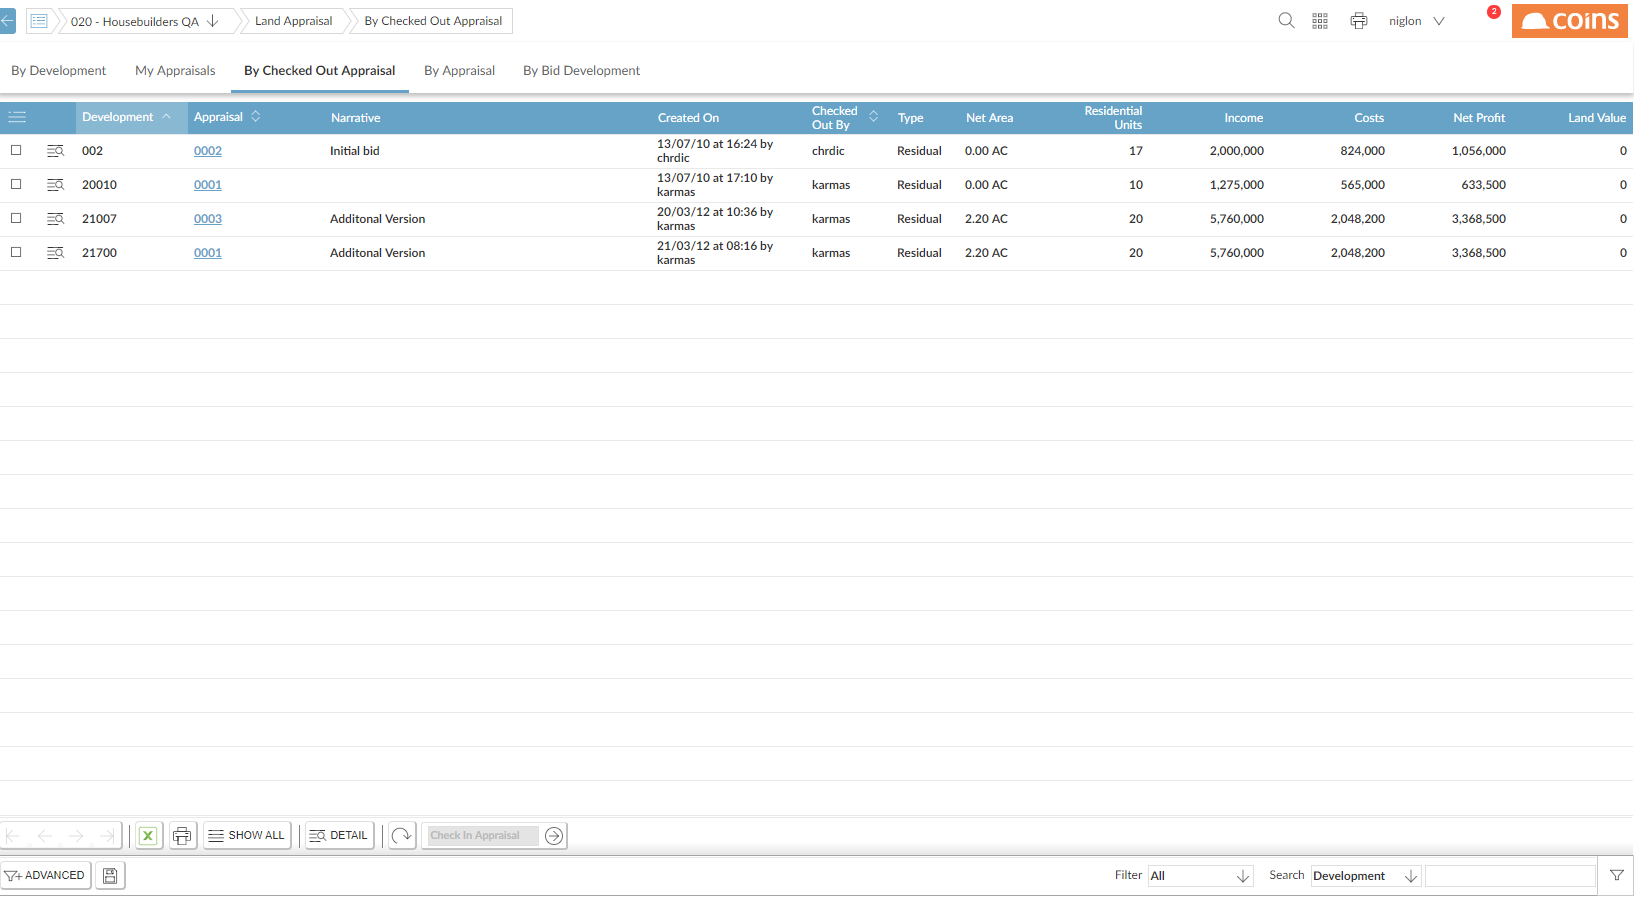 020 - Housebuilders QA
Land Appraisal
By Checked Out Appraisal
niglon
2
coins
By Development
My Appraisals
By Checked Out Appraisal
By Appraisal
By Bid Development
Development
Appraisal
Narrative
Created On
Checked
Out By
Type
Net Area
Residential
Units
Income
Costs
Net Profit
Land Value
002 0002 Initial bid 13/07/10 at 16:24 by chrdic Residual 0.00 AC 17 2,000,000 824,000 1,056,000 0
chrdic
20010 0001 13/07/10 at 17:10 by karmas Residual 0.00 AC 10 1,275,000 565,000 633,500 0
karmas
21007 0003 Additonal Version 20/03/12 at 10:36 by karmas Residual 2.20 AC 20 5,760,000 2,048,200 3,368,500 0
karmas
21700 0001 Additonal Version 21/03/12 at 08:16 by karmas Residual 2.20 AC 20 5,760,000 2,048,200 3,368,500 0
karmas
X
SHOW ALL
DETAIL
Check In Appraisal
ADVANCED
Filter All
Search Development